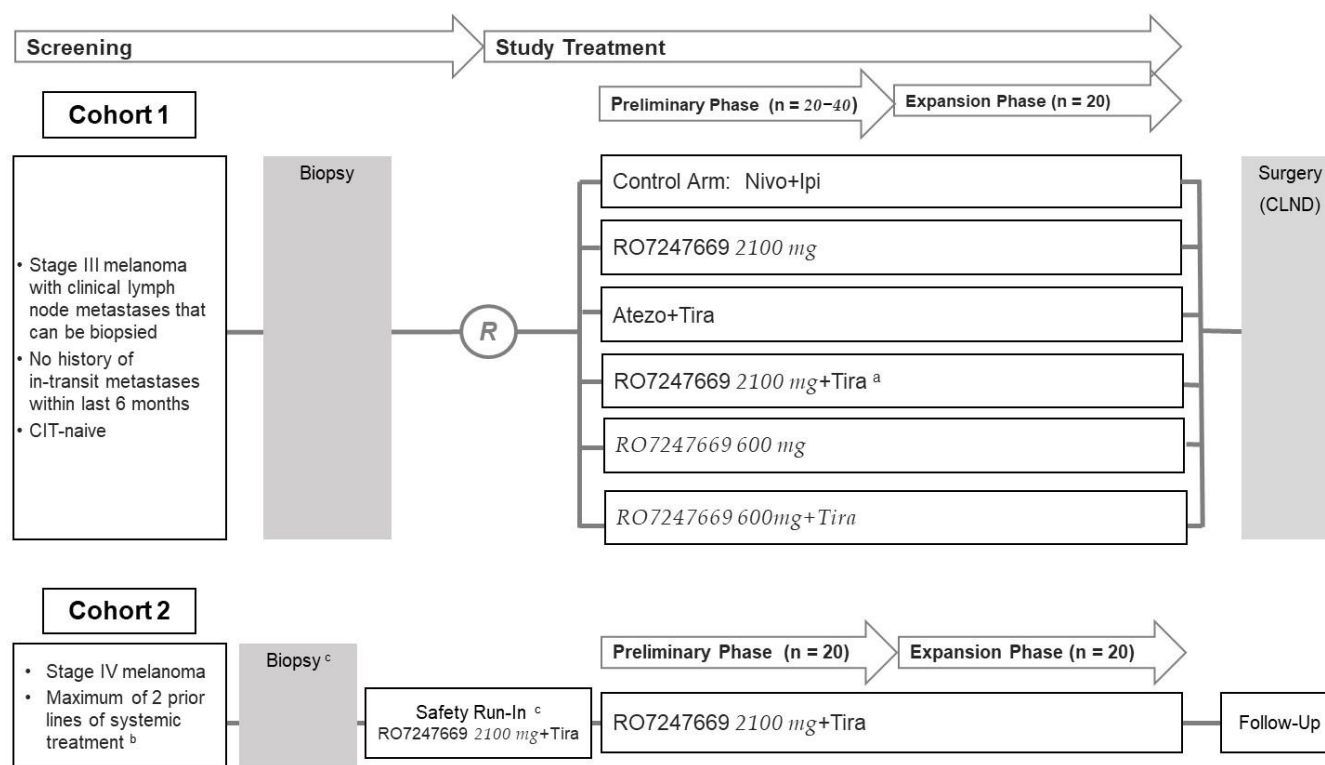 Screening
Study Treatment
Cohort 1
Preliminary Phase (n = 20–40)
Expansion Phase (n = 20)
• Stage III melanoma
with clinical lymph
node metastases that
can be biopsied
• No history of
in-transit metastases
within last 6 months
• CIT-naive
Biopsy
R
Control Arm: Nivo+Ipi
RO7247669 2100 mg
Atezo+Tira
RO7247669 2100 mg+Tira a
RO7247669 600 mg
RO7247669 600mg+Tira
Surgery
(CLND)
Cohort 2
• Stage IV melanoma
• Maximum of 2 prior
lines of systemic
treatment b
Biopsy c
Safety Run-In c
RO7247669 2100 mg+Tira
Preliminary Phase (n = 20)
Expansion Phase (n = 20)
RO7247669 2100 mg+Tira
Follow-Up